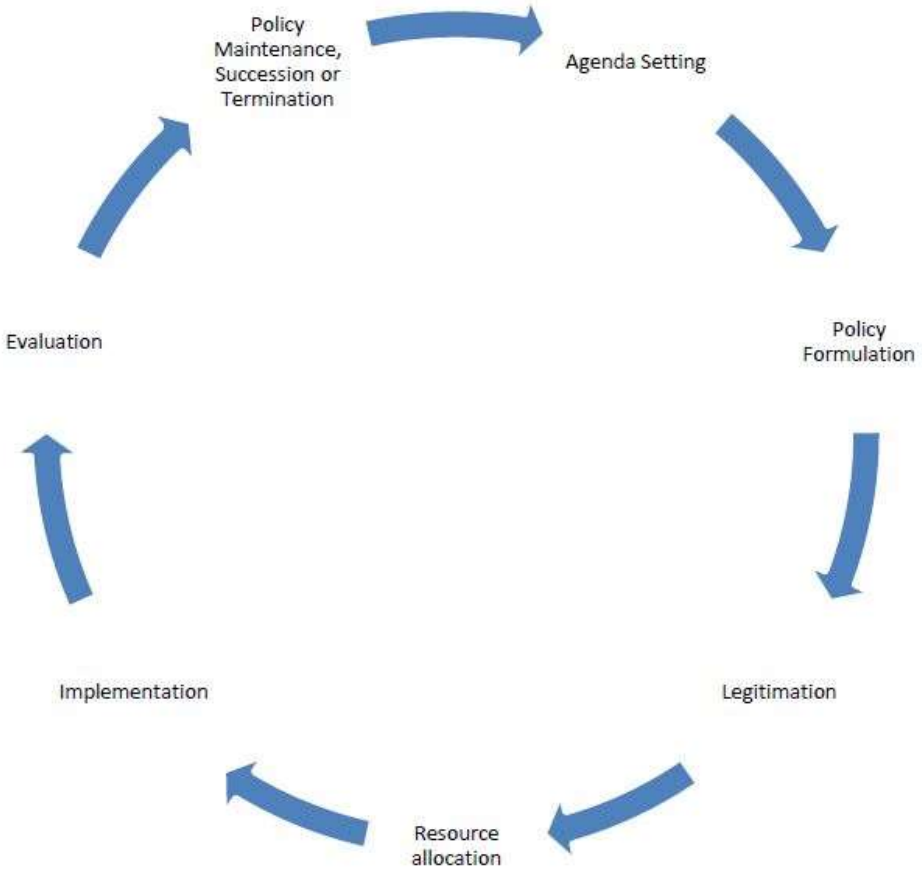 Policy
Maintenance,
Succession or
Termination
Agenda Setting
Policy
Formulation
Legitimation
Resource
allocation
Implementation
Evaluation